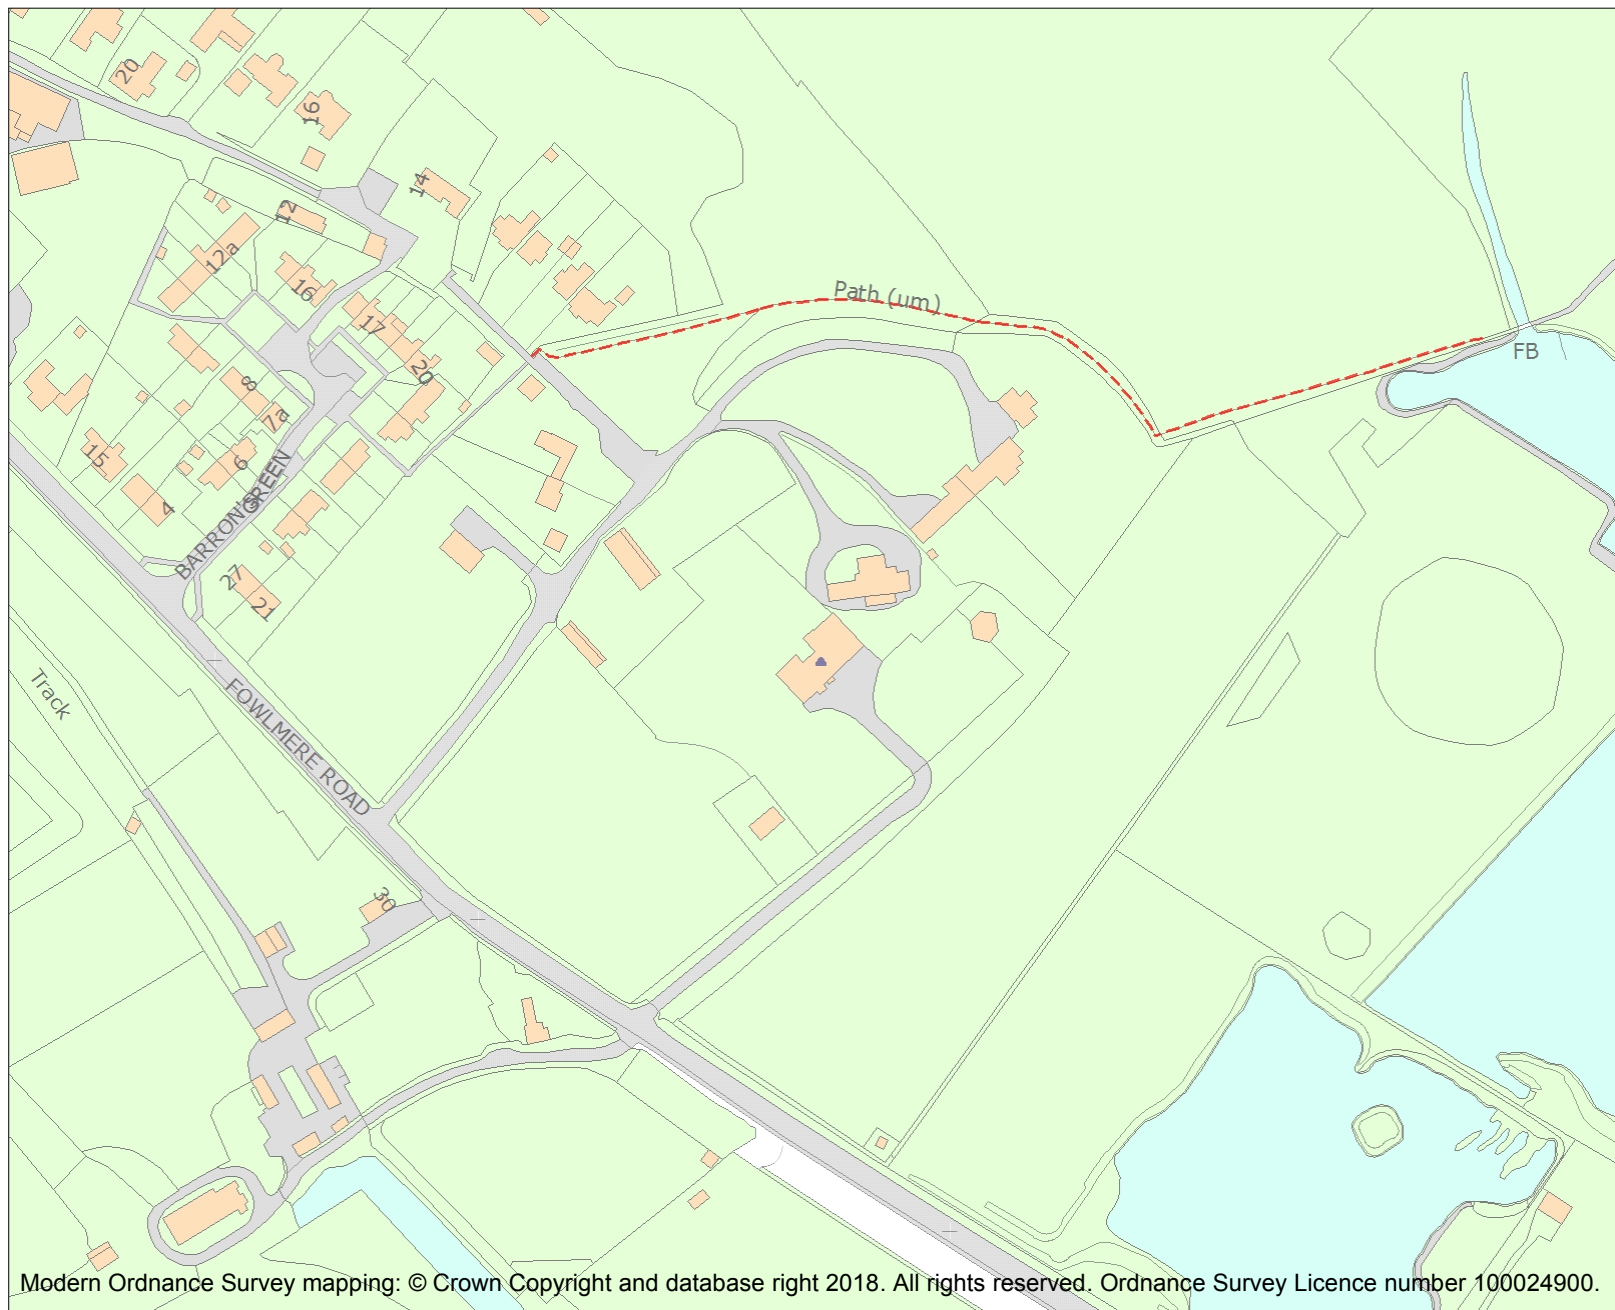 20
16
14
12
12a
16
17
20
8
7a
15
6
4
BARRON'S GREEN
27
21
Path (um)
FB
Track
FOWLMERE ROAD
30
Modern Ordnance Survey mapping: © Crown Copyright and database right 2018. All rights reserved. Ordnance Survey Licence number 100024900.